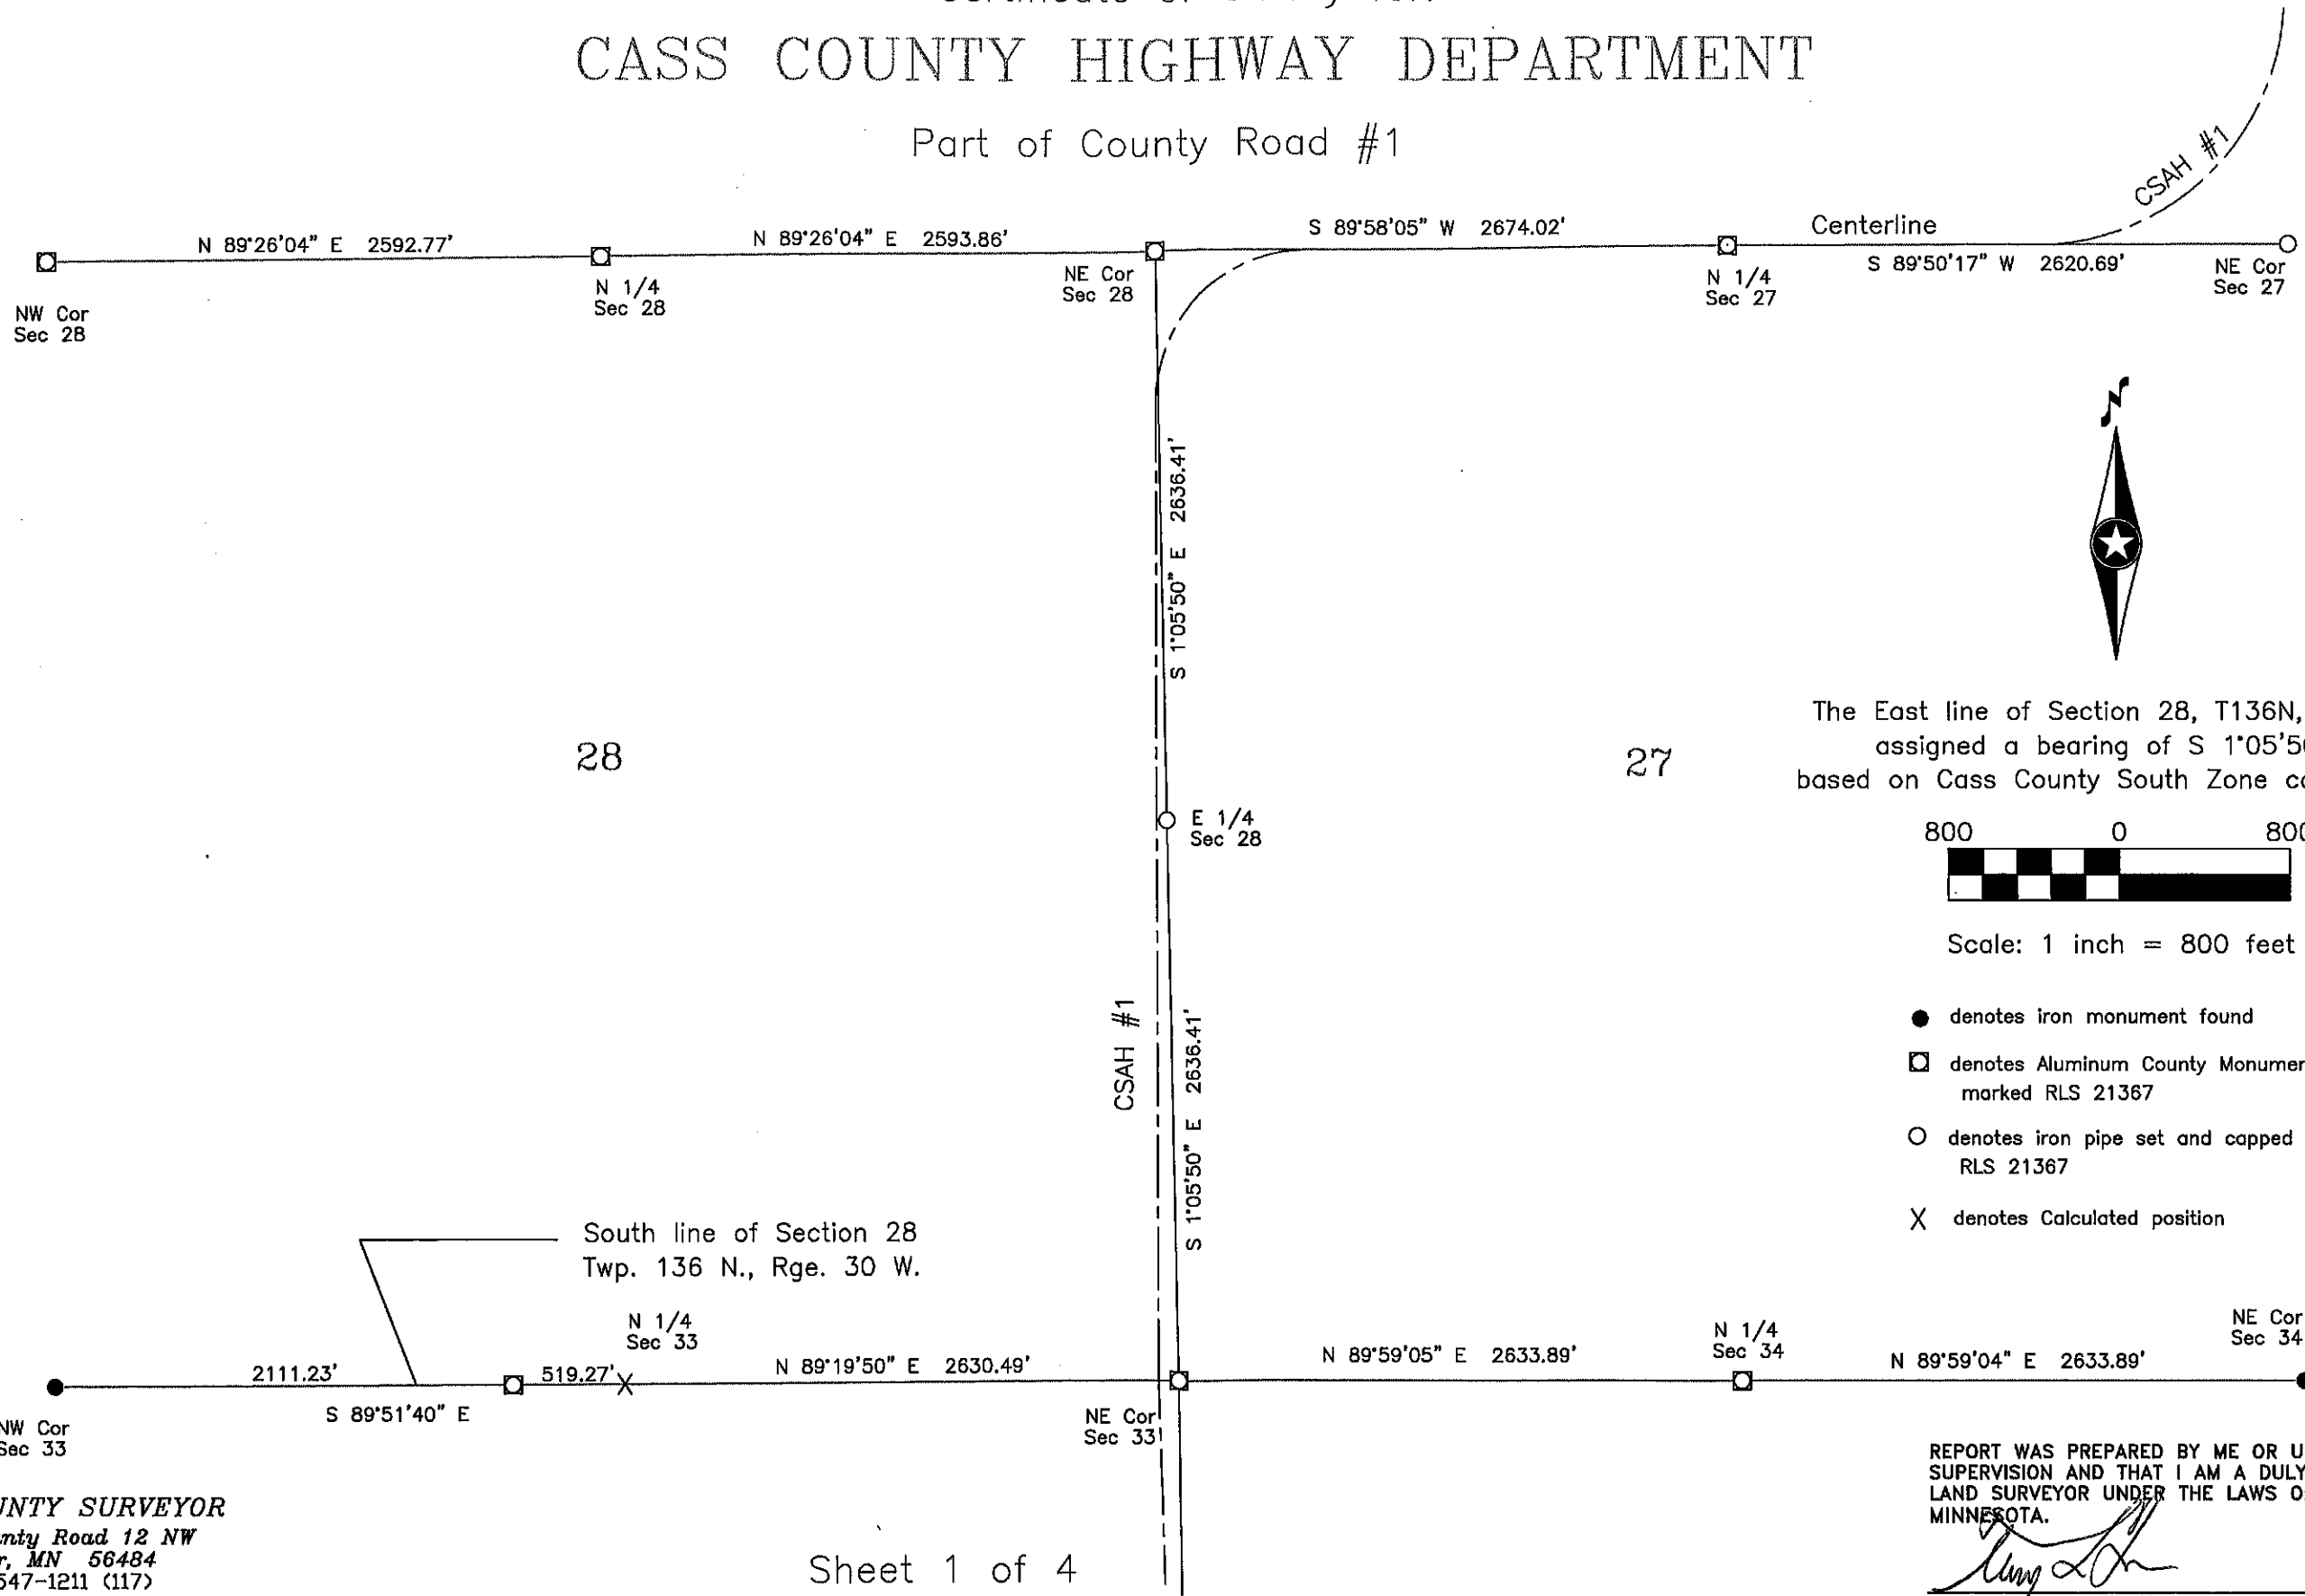 CASS COUNTY HIGHWAY DEPARTMENT
Part of County Road #1
CSAH #1
N 89°26'04" E 2592.77'
N 89°26'04" E 2593.86'
S 89°58'05" W 2674.02'
Centerline
S 89°50'17" W 2620.69'
NW Cor
Sec 28
N 1/4
Sec 28
NE Cor
Sec 28
N 1/4
Sec 27
NE Cor
Sec 27
S 1°05'50" E 2636.41'
28
27
The East line of Section 28, T136N,
assigned a bearing of S 1°05'5
based on Cass County South Zone
E 1/4
Sec 28
800 0 800
Scale: 1 inch = 800 feet
CSAH #1
S 1°05'50" E 2636.41'
denotes iron monument found
denotes Aluminum County
marked RLS 21367
denotes iron pipe set and capped
RLS 21367
X denotes Calculated position
South line of Section 28
Twp. 136 N., Rge. 30 W.
N 1/4
Sec 33
2111.23'
519.27'
X
N 89°19'50" E 2630.49'
N 89°59'05" E 2633.89'
N 1/4
Sec 34
N 89°59'04" E 2633.89'
NE Cor
Sec 34
S 89°51'40" E
NW Cor
Sec 33
NE Cor
Sec 33
UNTY SURVEYOR
nty Road 12 NW
r, MN 56484
547-1211 (117)
Sheet 1 of 4
REPORT WAS PREPARED BY ME OR
SUPERVISION AND THAT I AM A DULY
LAND SURVEYOR UNDER THE LAWS
MINNESOTA.